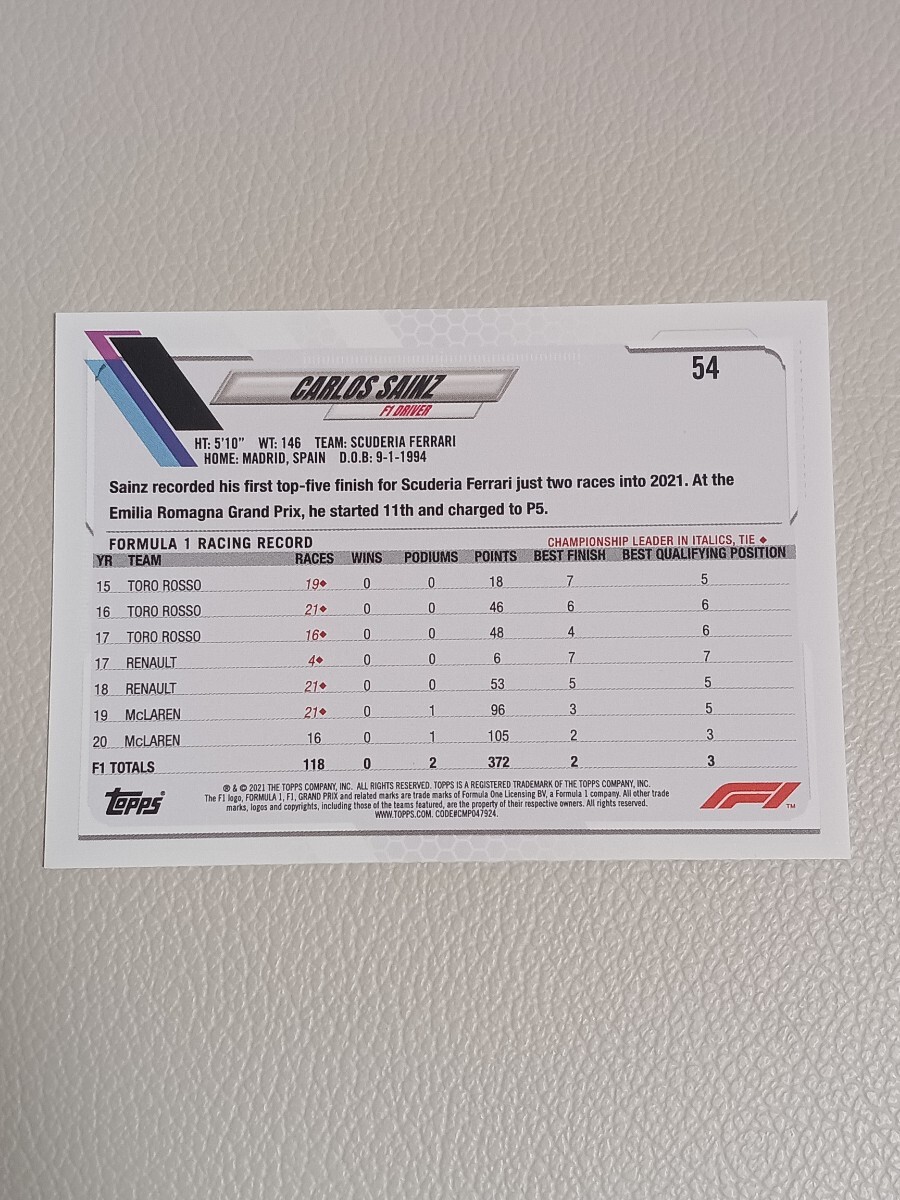 54
CARLOS SAINZ
F1 DRIVER
HT: 5'10" WT: 146 TEAM: SCUDERIA FERRARI
HOME: MADRID, SPAIN D.O.B: 9-1-1994
Sainz recorded his first top-five finish for Scuderia Ferrari just two races into 2021. At the
Emilia Romagna Grand Prix, he started 11th and charged to P5.
FORMULA 1 RACING RECORD CHAMPIONSHIP LEADER IN ITALICS, TIE ◆
YR TEAM RACES WINS PODIUMS POINTS BEST FINISH BEST QUALIFYING POSITION
15 TORO ROSSO 19◆ 0 0 18 7 5
16 TORO ROSSO 21◆ 0 0 46 6 6
17 TORO ROSSO 16◆ 0 0 48 4 6
17 RENAULT 4◆ 0 0 6 7 7
18 RENAULT 21◆ 0 0 53 5 5
19 McLAREN 21◆ 0 1 96 3 5
20 McLAREN 16 0 1 105 2 3
F1 TOTALS 118 0 2 372 2 3
® & © 2021 THE TOPPS COMPANY, INC. ALL RIGHTS RESERVED. TOPPS IS A REGISTERED TRADEMARK OF THE TOPPS COMPANY, INC.
The F1 logo, FORMULA 1, F1, GRAND PRIX and related marks are trade marks of Formula One Licensing BV, a Formula 1 company. All other trade
marks, logos and copyrights, including those of the teams featured, are the property of their respective owners. All rights reserved.
WWW.TOPPS.COM. CODE#CMP047924.
topps®
F1 TM